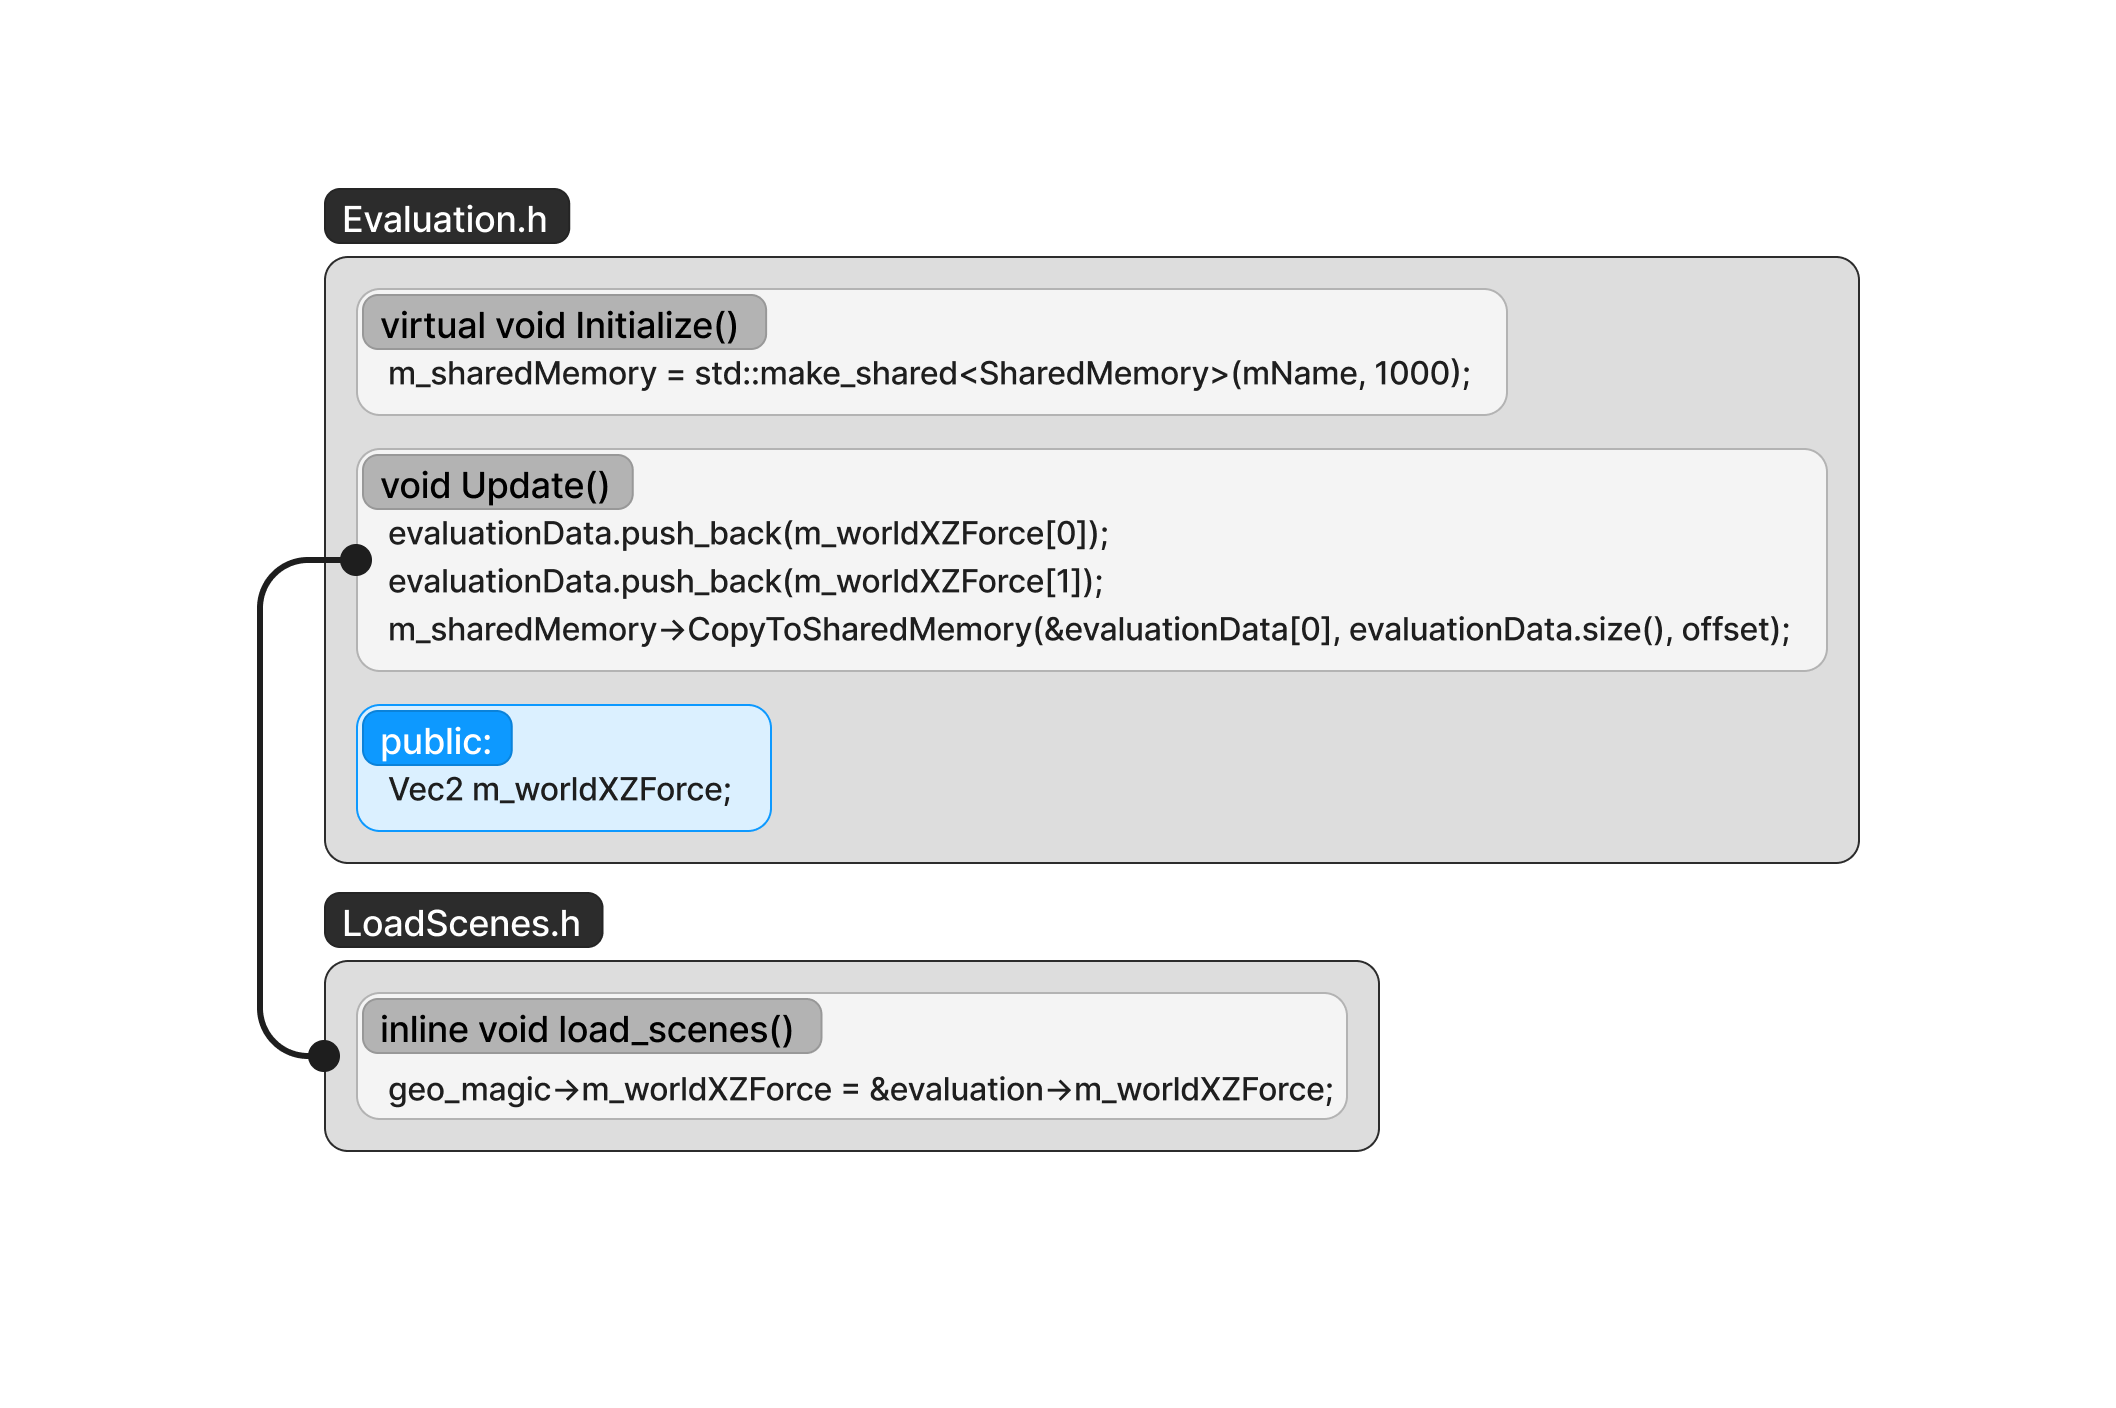 Evaluation.h
virtual void Initialize()
m_sharedMemory = std::make_shared<SharedMemory>(mName, 1000);
void Update()
evaluationData.push_back(m_worldXZForce[0]);
evaluationData.push_back(m_worldXZForce[1]);
m_sharedMemory→CopyToSharedMemory(&evaluationData[0], evaluationData.size(), offset);
public:
Vec2 m_worldXZForce;
LoadScenes.h
inline void load_scenes()
geo_magic→m_worldXZForce = &evaluation→m_worldXZForce;